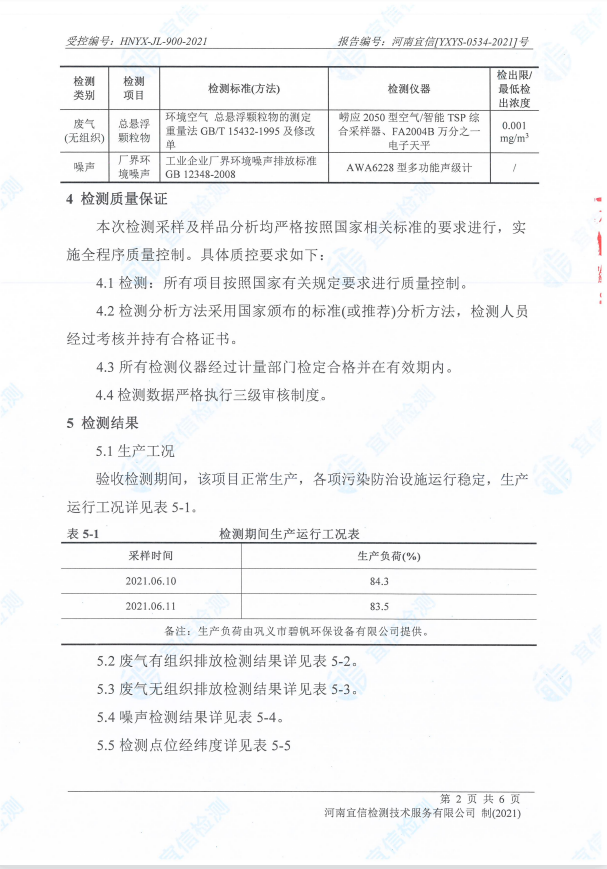 受控编号：HNYX-JL-900-2021 报告编号：河南宜信[YXYS-0534-2021]号
检测类别 检测项目 检测标准(方法) 检测仪器 检出限/最低检出浓度
废气(无组织) 总悬浮颗粒物 环境空气 总悬浮颗粒物的测定重量法 GB/T 15432-1995 及修改单 崂应 2050 型空气/智能 TSP 综合采样器、FA2004B 万分之一电子天平 0.001 mg/m³
噪声 厂界环境噪声 工业企业厂界环境噪声排放标准 GB 12348-2008 AWA6228 型多功能声级计 /
4 检测质量保证
本次检测采样及样品分析均严格按照国家相关标准的要求进行，实
施全程序质量控制。具体质控要求如下：
4.1 检测：所有项目按照国家有关规定要求进行质量控制。
4.2 检测分析方法采用国家颁布的标准(或推荐)分析方法，检测人员
经过考核并持有合格证书。
4.3 所有检测仪器经过计量部门检定合格并在有效期内。
4.4 检测数据严格执行三级审核制度。
5 检测结果
5.1 生产工况
验收检测期间，该项目正常生产，各项污染防治设施运行稳定，生产
运行工况详见表 5-1。
表 5-1 检测期间生产运行工况表
采样时间 生产负荷(%)
2021.06.10 84.3
2021.06.11 83.5
备注：生产负荷由巩义市碧帆环保设备有限公司提供。
5.2 废气有组织排放检测结果详见表 5-2。
5.3 废气无组织排放检测结果详见表 5-3。
5.4 噪声检测结果详见表 5-4。
5.5 检测点位经纬度详见表 5-5
第 2 页 共 6 页
河南宜信检测技术服务有限公司 制(2021)
宜信检测